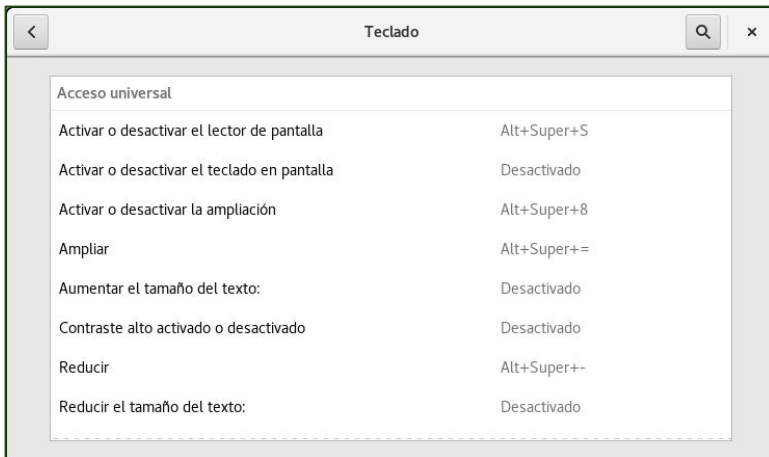 Teclado
Acceso universal
Activar o desactivar el lector de pantalla Alt+Super+S
Activar o desactivar el teclado en pantalla Desactivado
Activar o desactivar la ampliación Alt+Super+8
Ampliar Alt+Super+=
Aumentar el tamaño del texto: Desactivado
Contraste alto activado o desactivado Desactivado
Reducir Alt+Super+-
Reducir el tamaño del texto: Desactivado